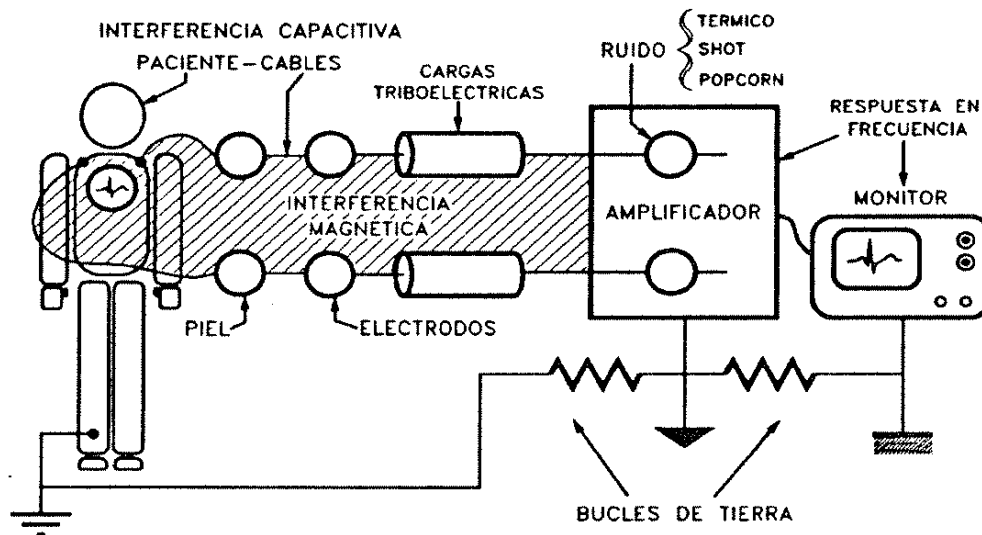 INTERFERENCIA CAPACITIVA
PACIENTE-CABLES
CARGAS
TRIBOELECTRICAS
RUIDO
TERMICO
SHOT
POPCORN
RESPUESTA EN
FRECUENCIA
MONITOR
INTERFERENCIA
MAGNETICA
AMPLIFICADOR
PIEL
ELECTRODOS
BUCLES DE TIERRA